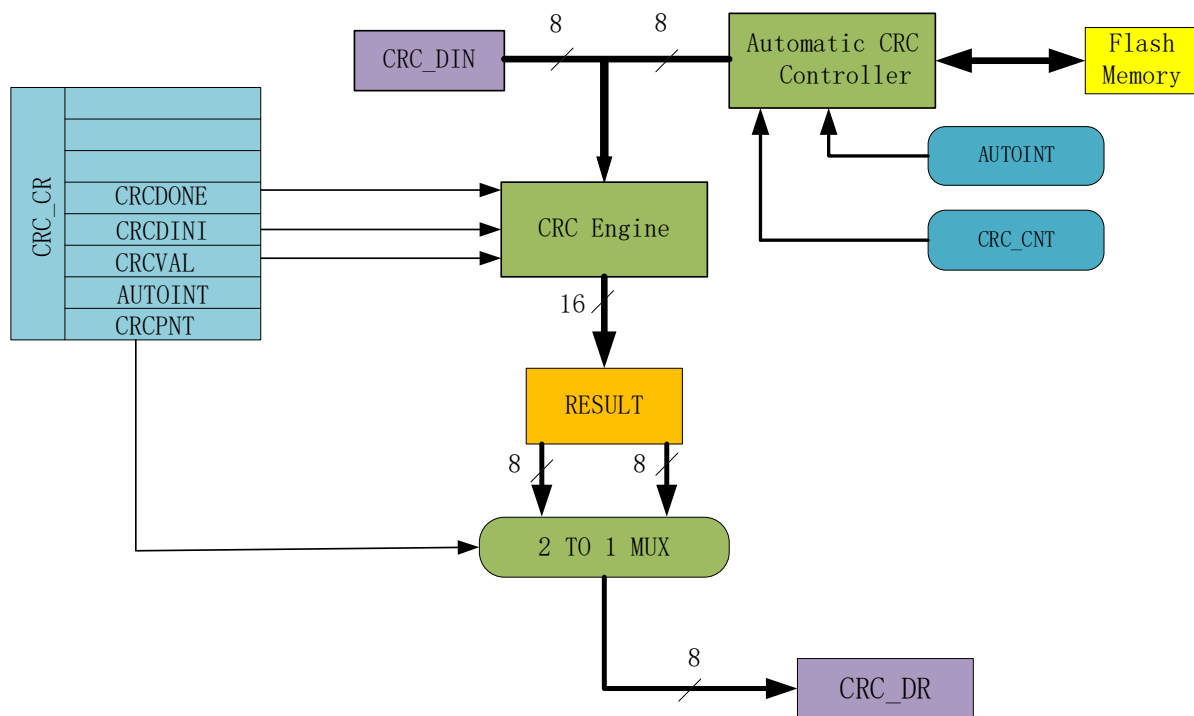 8
8
CRC_DIN
Automatic CRC
Controller
Flash
Memory
AUTOINT
CRC_CNT
CRC_CR
CRCDONE
CRCDINI
CRCVAL
AUTOINT
CRCPNT
CRC Engine
16
RESULT
8
8
2 TO 1 MUX
8
CRC_DR